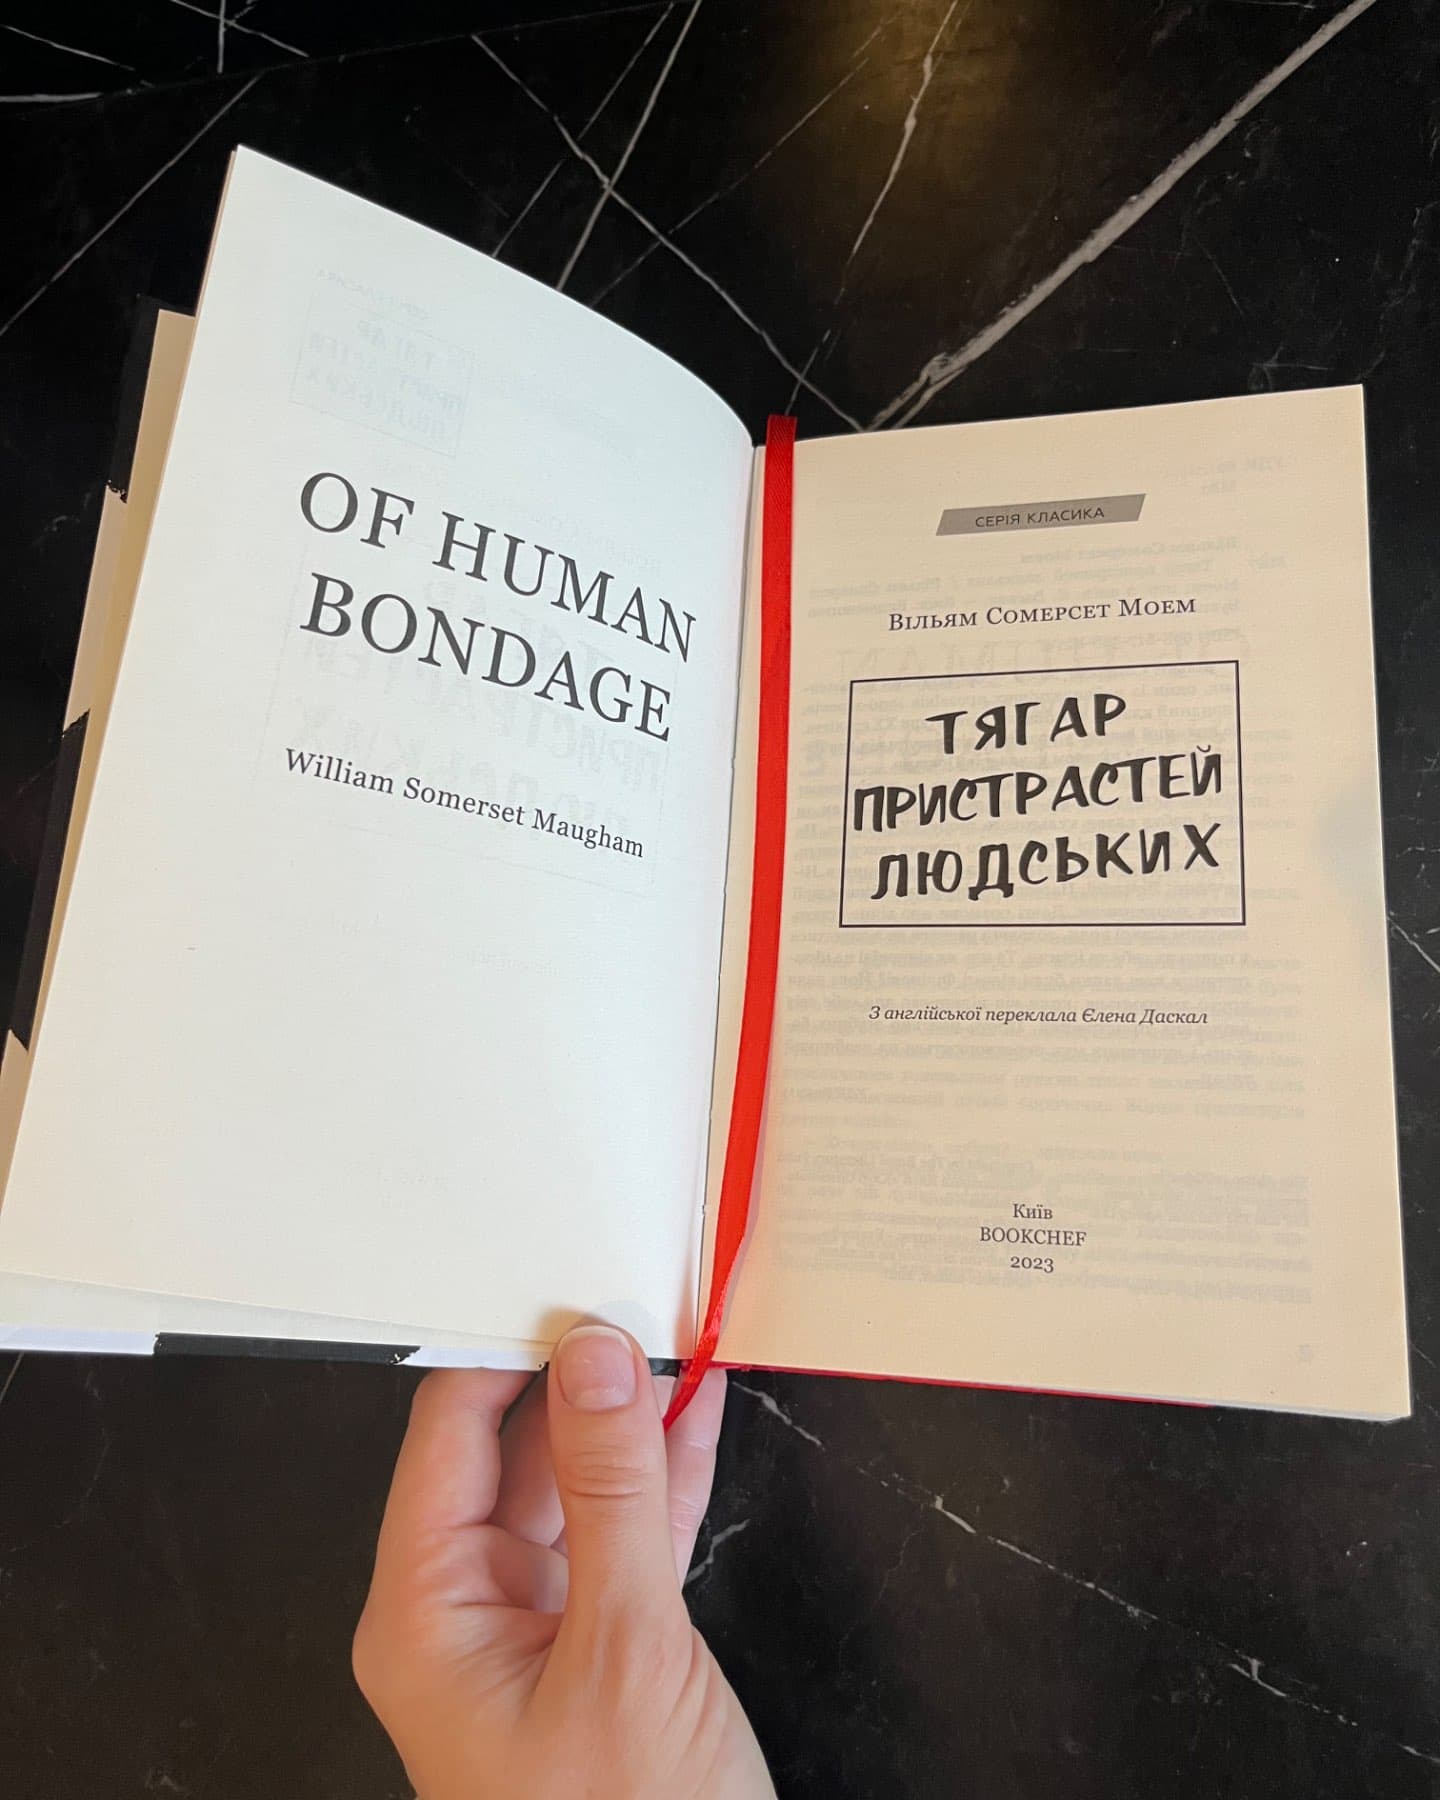 OF HUMAN
BONDAGE
William Somerset Maugham
СЕРІЯ КЛАСИКА
Вільям Сомерсет Моем
ТЯГАР
ПРИСТРАСТЕЙ
ЛЮДСЬКИХ
З англійської переклала Єлена Даскал
Київ
BOOKCHEF
2023